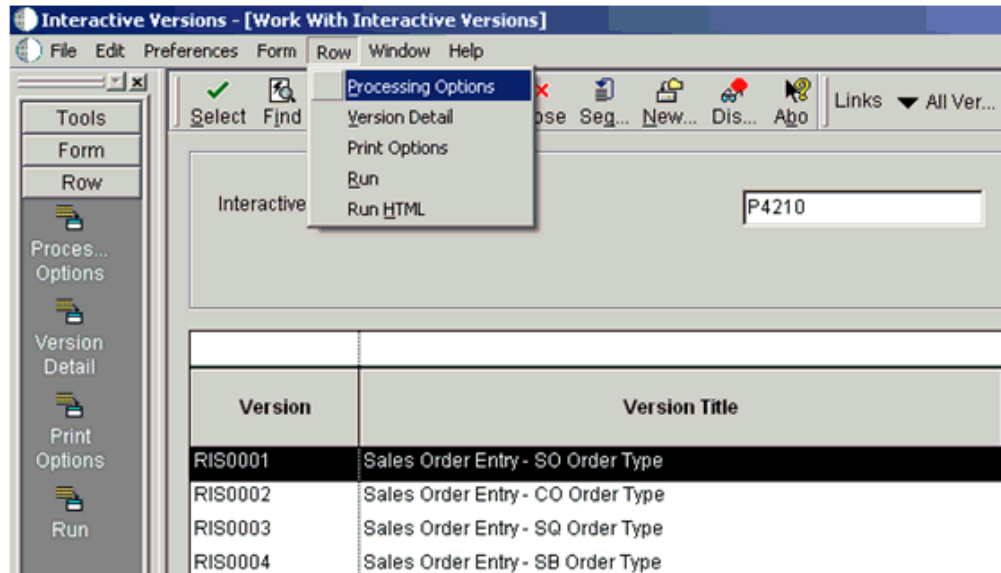 Interactive Versions - [Work With Interactive Versions]
File Edit Preferences Form Row Window Help
Processing Options
Version Detail
Print Options
Run
Run HTML
Select Find ose Seg... New... Dis... Abo Links All Ver...
Tools
Form
Row
Proces...
Options
Version
Detail
Print
Options
Run
Interactive P4210
Version Version Title
RIS0001 Sales Order Entry - SO Order Type
RIS0002 Sales Order Entry - CO Order Type
RIS0003 Sales Order Entry - SQ Order Type
RIS0004 Sales Order Entry - SB Order Type